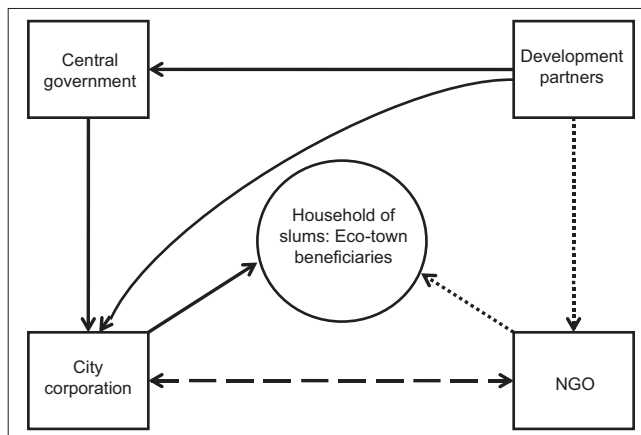 Central
government
Development
partners
Household of
slums: Eco-town
beneficiaries
City
corporation
NGO